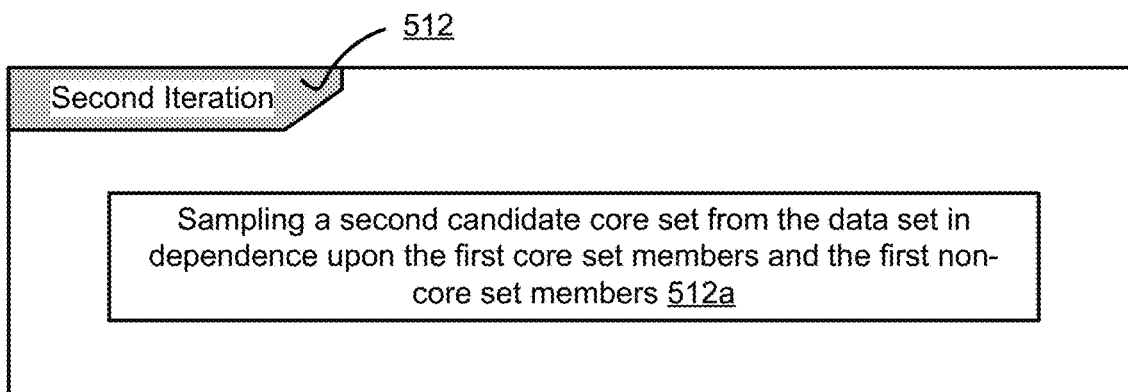 512
Second Iteration
Sampling a second candidate core set from the data set in
dependence upon the first core set members and the first non-
core set members 512a